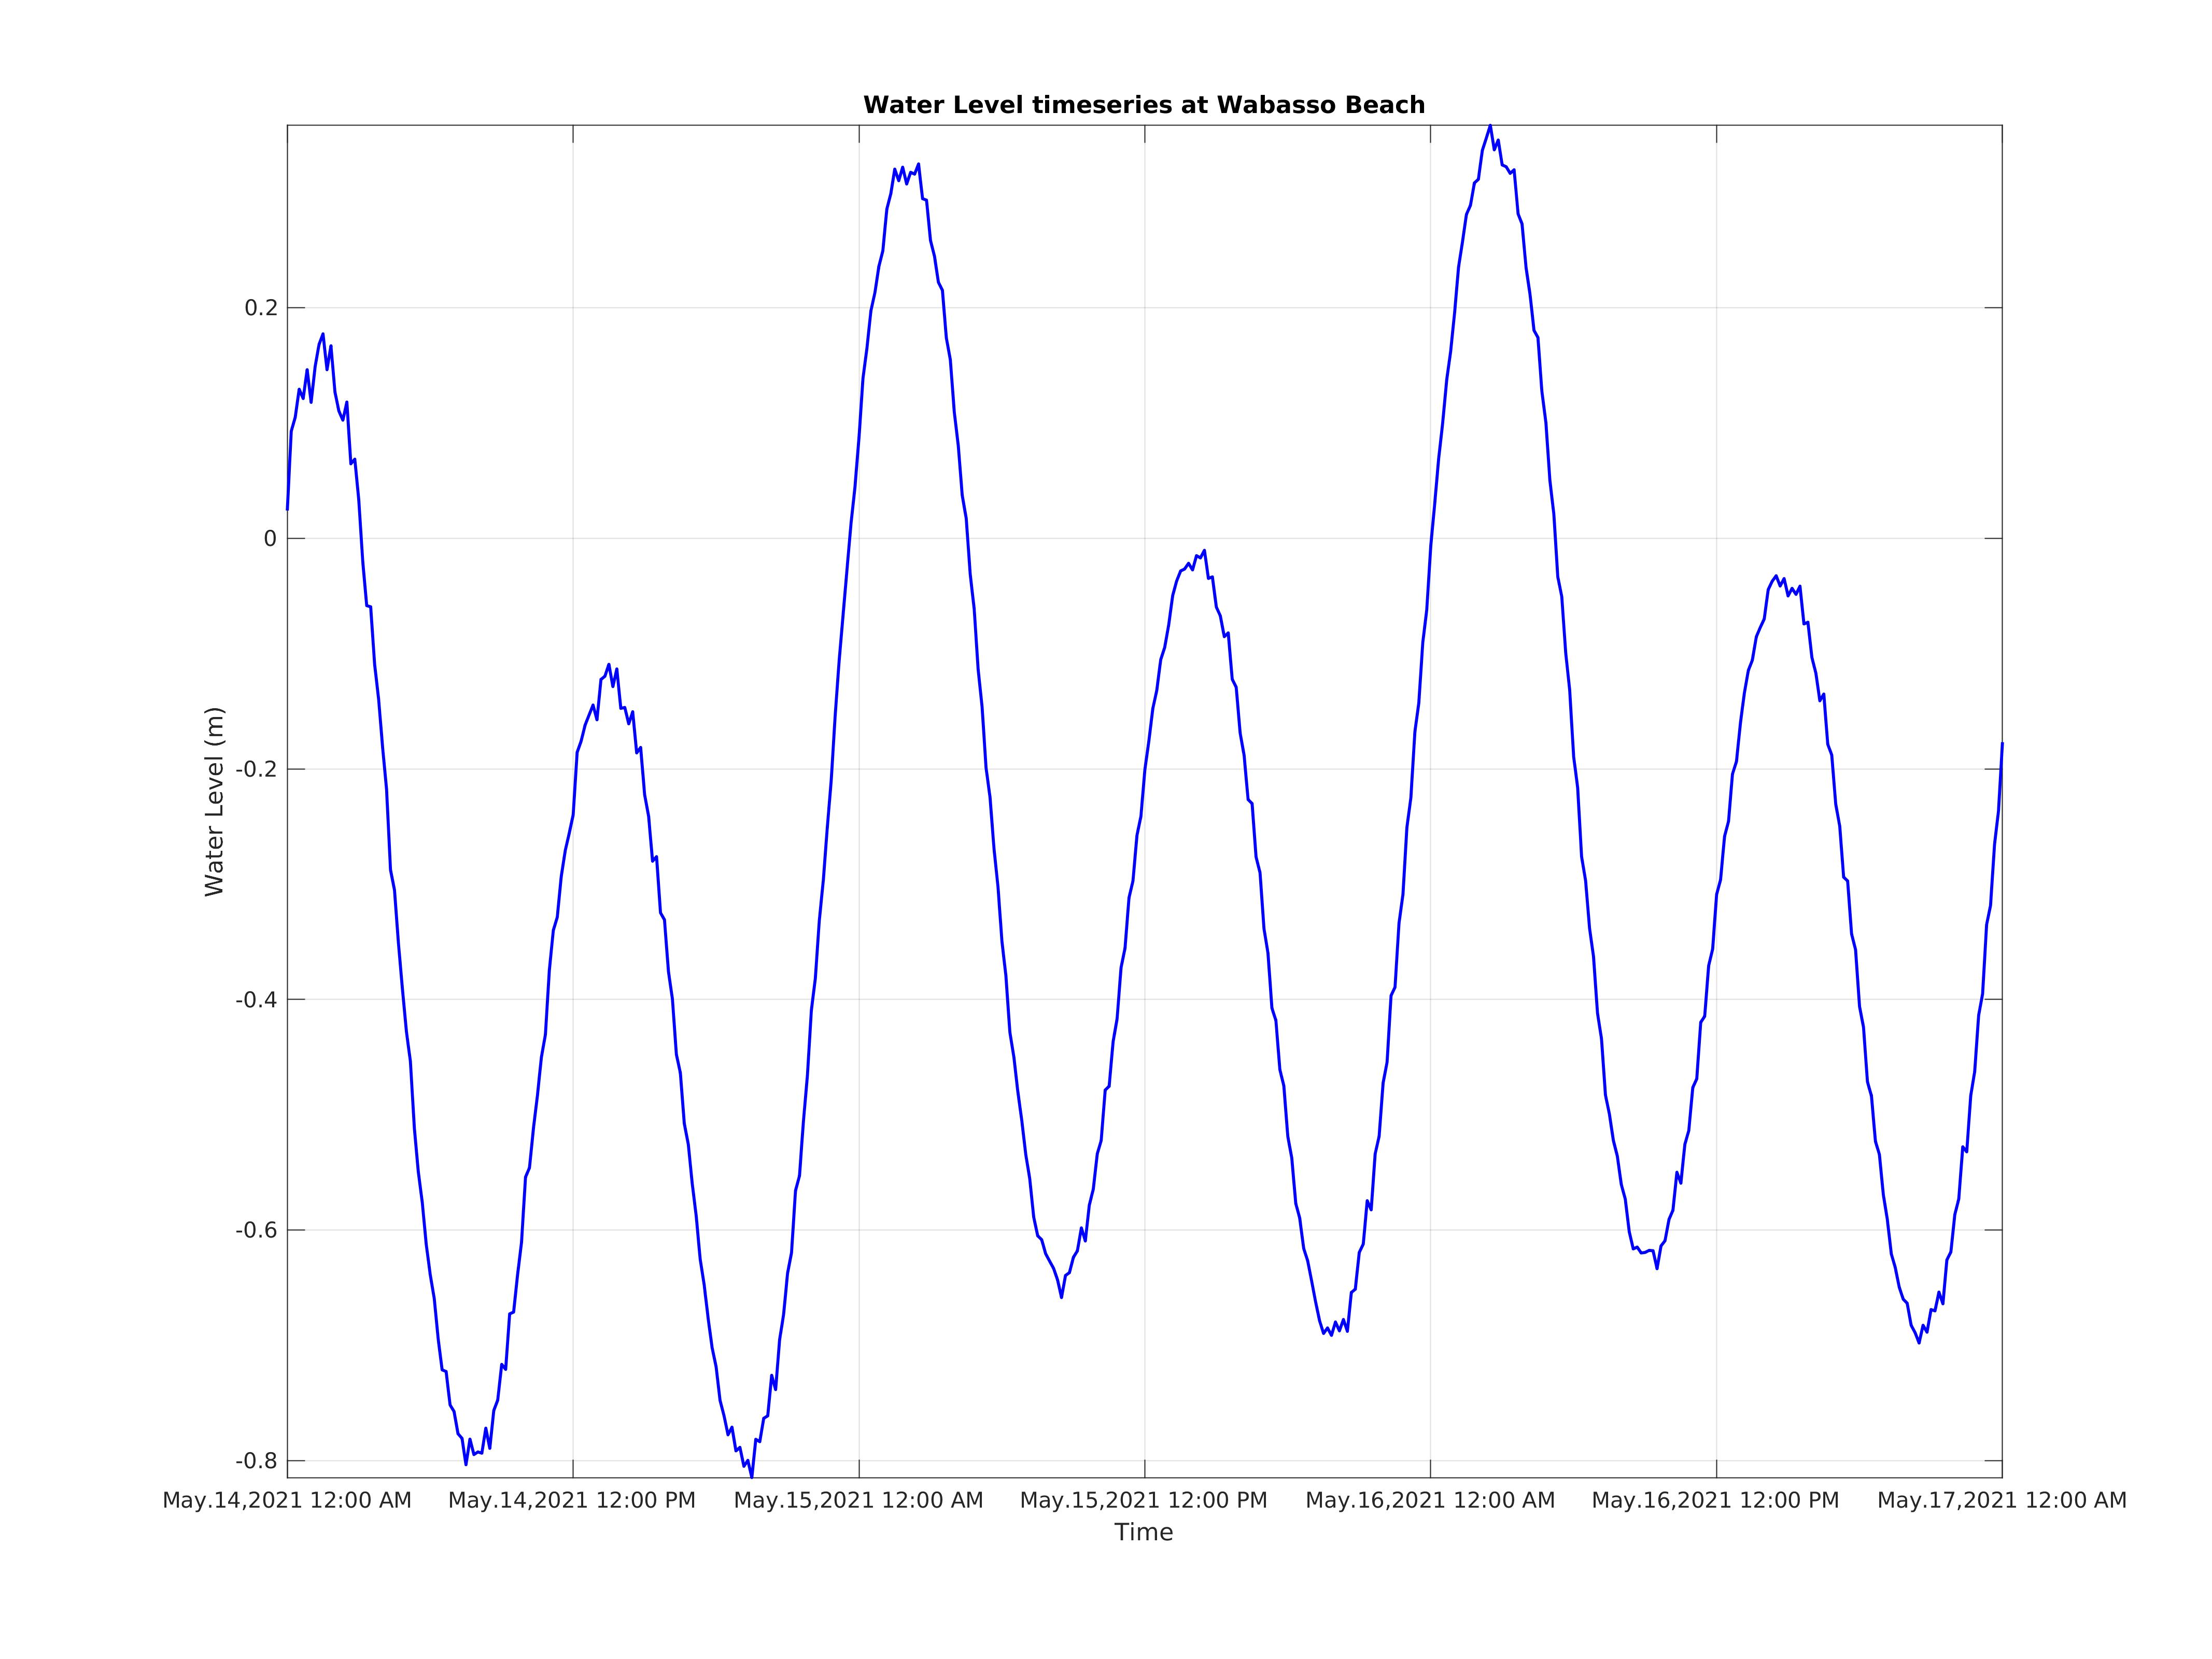 Water Level timeseries at Wabasso Beach
0.2
0
-0.2
-0.4
-0.6
-0.8
Water Level (m)
May.14,2021 12:00 AM May.14,2021 12:00 PM May.15,2021 12:00 AM May.15,2021 12:00 PM May.16,2021 12:00 AM May.16,2021 12:00 PM May.17,2021 12:00 AM
Time